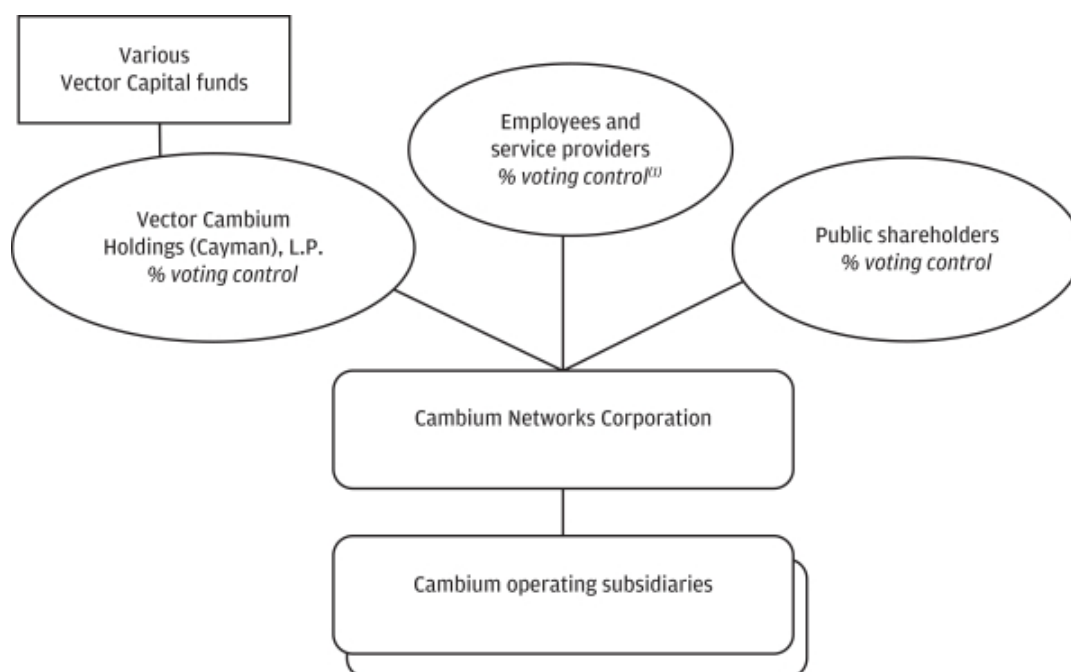 Various
Vector Capital funds
Employees and
service providers
% voting control(1)
Vector Cambium
Holdings (Cayman), L.P.
% voting control
Public shareholders
% voting control
Cambium Networks Corporation
Cambium operating subsidiaries